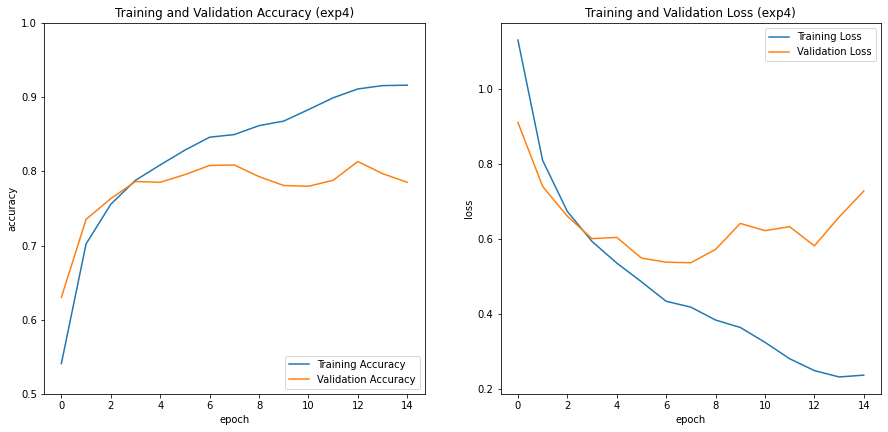 Training and Validation Accuracy (exp4)
1.0
0.9
0.8
0.7
0.6
0.5
accuracy
0 2 4 6 8 10 12 14
epoch
Training Accuracy
Validation Accuracy
Training and Validation Loss (exp4)
Training Loss
Validation Loss
1.0
0.8
0.6
0.4
0.2
loss
0 2 4 6 8 10 12 14
epoch